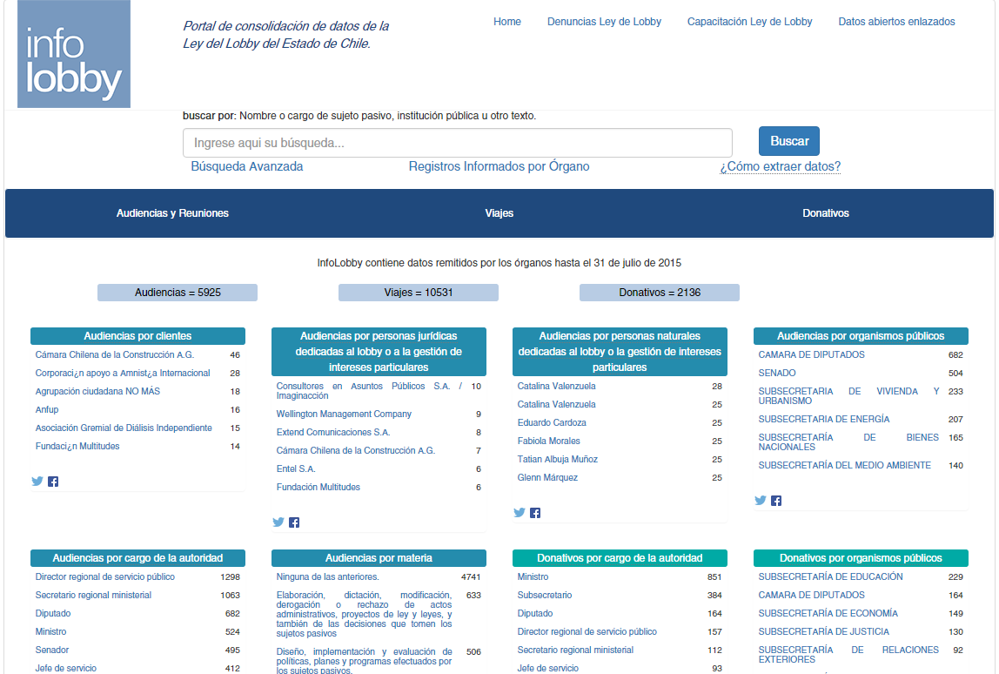 info
lobby
Portal de consolidación de datos de la
Ley del Lobby del Estado de Chile.
Home
Denuncias Ley de Lobby
Capacitación Ley de Lobby
Datos abiertos enlazados
buscar por: Nombre o cargo de sujeto pasivo, institución pública u otro texto.
Ingrese aqui su búsqueda...
Buscar
Búsqueda Avanzada
Registros Informados por Órgano
¿Cómo extraer datos?
Audiencias y Reuniones
Viajes
Donativos
InfoLobby contiene datos remitidos por los órganos hasta el 31 de julio de 2015
Audiencias = 5925
Viajes = 10531
Donativos = 2136
Audiencias por clientes
Cámara Chilena de la Construcción A.G. 46
Corporaci¿n apoyo a Amnist¿a Internacional 28
Agrupación ciudadana NO MÁS 18
Anfup 16
Asociación Gremial de Diálisis Independiente 15
Fundaci¿n Multitudes 14
Audiencias por personas jurídicas
dedicadas al lobby o a la gestión de
intereses particulares
Consultores en Asuntos Públicos S.A. / 10
Imaginacción
Wellington Management Company 9
Extend Comunicaciones S.A. 8
Cámara Chilena de la Construcción A.G. 7
Entel S.A. 6
Fundación Multitudes 6
Audiencias por personas naturales
dedicadas al lobby o la gestión de intereses
particulares
Catalina Valenzuela 28
Catalina Valenzuela 25
Eduardo Cardoza 25
Fabiola Morales 25
Tatian Albuja Muñoz 25
Glenn Márquez 25
Audiencias por organismos públicos
CAMARA DE DIPUTADOS 682
SENADO 504
SUBSECRETARIA DE VIVIENDA Y 233
URBANISMO
SUBSECRETARIA DE ENERGÍA 207
SUBSECRETARÍA DE BIENES 165
NACIONALES
SUBSECRETARÍA DEL MEDIO AMBIENTE 140
Audiencias por cargo de la autoridad
Director regional de servicio público 1298
Secretario regional ministerial 1063
Diputado 682
Ministro 524
Senador 495
Jefe de servicio 412
Audiencias por materia
Ninguna de las anteriores. 4741
Elaboración, dictación, modificación, 633
derogación o rechazo de actos
administrativos, proyectos de ley y leyes, y
también de las decisiones que tomen los
sujetos pasivos
Diseño, implementación y evaluación de 506
políticas, planes y programas efectuados por
los sujetos pasivos.
Donativos por cargo de la autoridad
Ministro 851
Subsecretario 384
Diputado 164
Director regional de servicio público 157
Secretario regional ministerial 112
Jefe de servicio 93
Donativos por organismos públicos
SUBSECRETARÍA DE EDUCACIÓN 229
CAMARA DE DIPUTADOS 164
SUBSECRETARÍA DE ECONOMÍA 149
SUBSECRETARÍA DE JUSTICIA 130
SUBSECRETARÍA DE RELACIONES 92
EXTERIORES